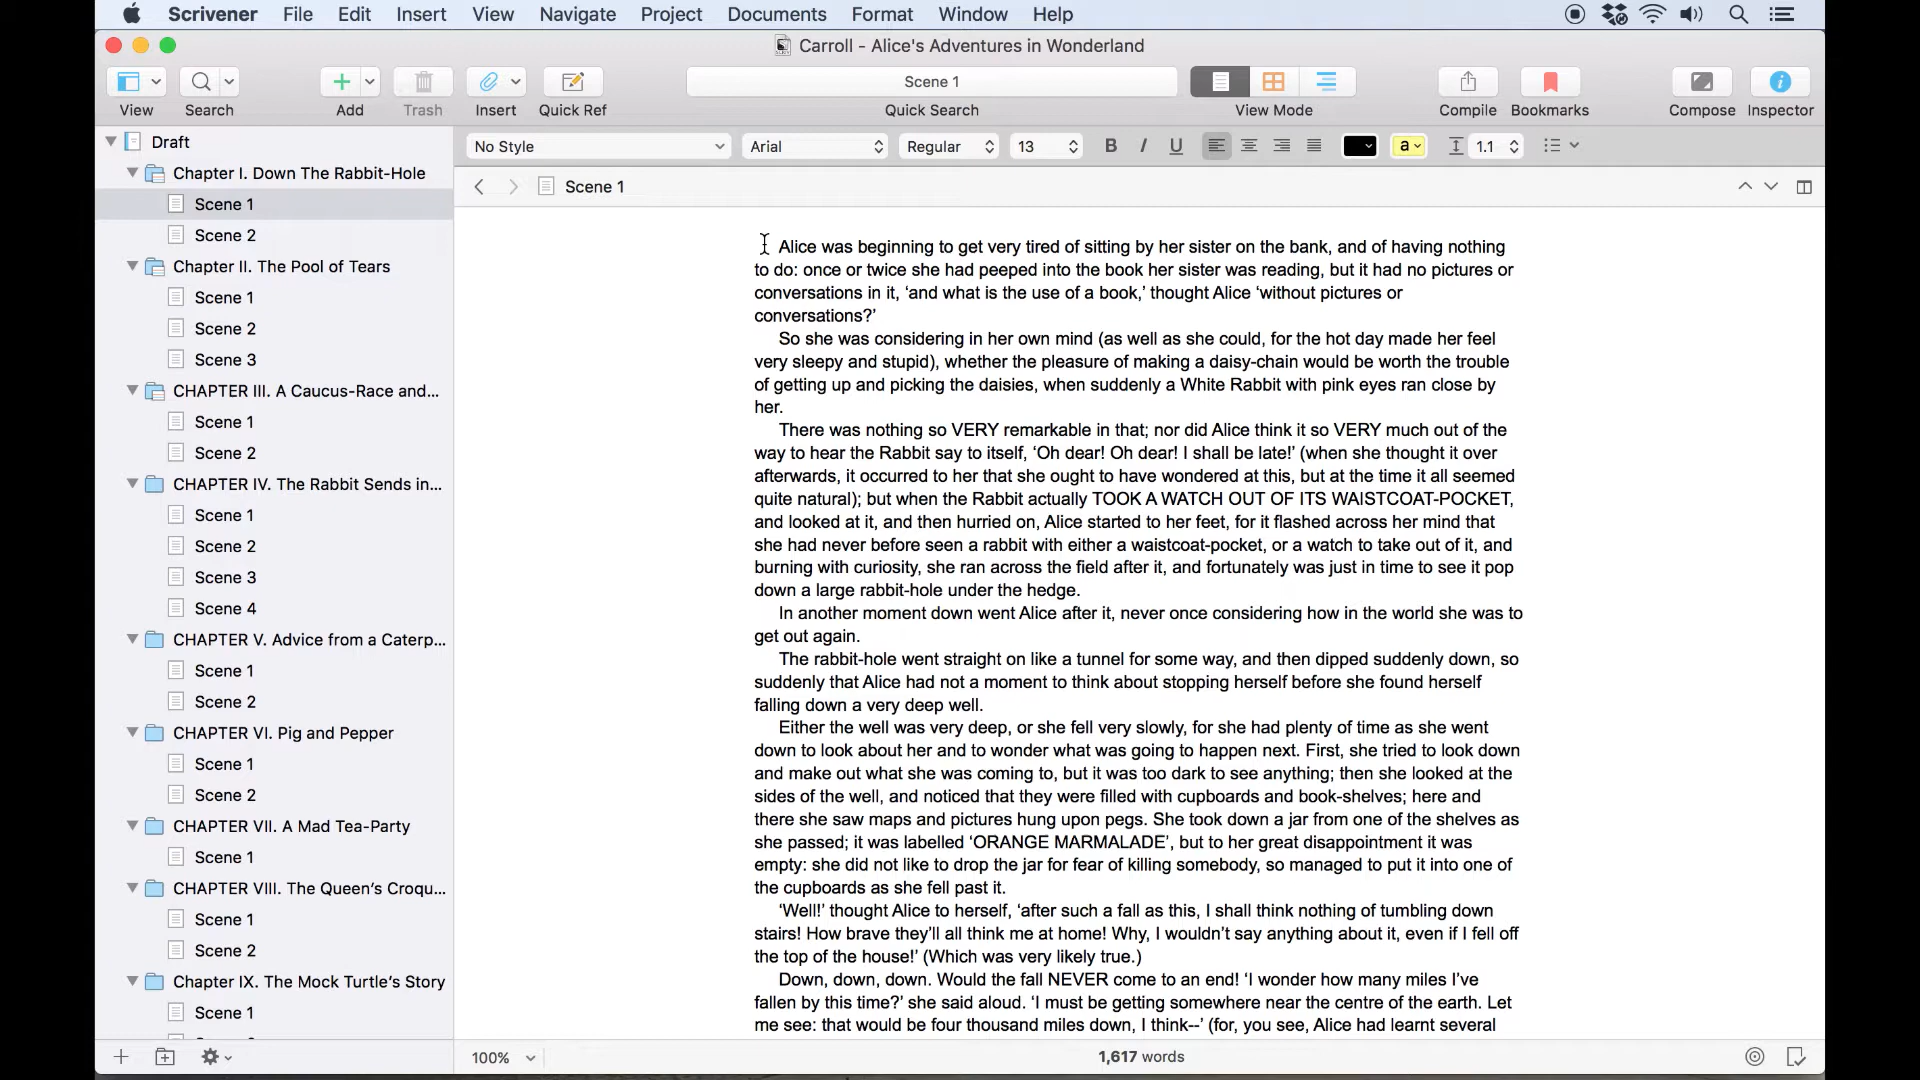 Scrivener File Edit Insert View Navigate Project Documents Format Window Help
Carroll - Alice's Adventures in Wonderland
Scene 1
View Search Add Trash Insert Quick Ref Quick Search View Mode Compile Bookmarks Compose Inspector
No Style Arial Regular 13 B I U a 1.1
Scene 1
Draft
Chapter I. Down The Rabbit-Hole
Scene 1
Scene 2
Chapter II. The Pool of Tears
Scene 1
Scene 2
Scene 3
CHAPTER III. A Caucus-Race and...
Scene 1
Scene 2
CHAPTER IV. The Rabbit Sends in...
Scene 1
Scene 2
Scene 3
Scene 4
CHAPTER V. Advice from a Caterp...
Scene 1
Scene 2
CHAPTER VI. Pig and Pepper
Scene 1
Scene 2
CHAPTER VII. A Mad Tea-Party
Scene 1
CHAPTER VIII. The Queen’s Croqu...
Scene 1
Scene 2
Chapter IX. The Mock Turtle’s Story
Scene 1
Alice was beginning to get very tired of sitting by her sister on the bank, and of having nothing
to do: once or twice she had peeped into the book her sister was reading, but it had no pictures or
conversations in it, ‘and what is the use of a book,’ thought Alice ‘without pictures or
conversations?’
So she was considering in her own mind (as well as she could, for the hot day made her feel
very sleepy and stupid), whether the pleasure of making a daisy-chain would be worth the trouble
of getting up and picking the daisies, when suddenly a White Rabbit with pink eyes ran close by
her.
There was nothing so VERY remarkable in that; nor did Alice think it so VERY much out of the
way to hear the Rabbit say to itself, ‘Oh dear! Oh dear! I shall be late!’ (when she thought it over
afterwards, it occurred to her that she ought to have wondered at this, but at the time it all seemed
quite natural); but when the Rabbit actually TOOK A WATCH OUT OF ITS WAISTCOAT-POCKET,
and looked at it, and then hurried on, Alice started to her feet, for it flashed across her mind that
she had never before seen a rabbit with either a waistcoat-pocket, or a watch to take out of it, and
burning with curiosity, she ran across the field after it, and fortunately was just in time to see it pop
down a large rabbit-hole under the hedge.
In another moment down went Alice after it, never once considering how in the world she was to
get out again.
The rabbit-hole went straight on like a tunnel for some way, and then dipped suddenly down, so
suddenly that Alice had not a moment to think about stopping herself before she found herself
falling down a very deep well.
Either the well was very deep, or she fell very slowly, for she had plenty of time as she went
down to look about her and to wonder what was going to happen next. First, she tried to look down
and make out what she was coming to, but it was too dark to see anything; then she looked at the
sides of the well, and noticed that they were filled with cupboards and book-shelves; here and
there she saw maps and pictures hung upon pegs. She took down a jar from one of the shelves as
she passed; it was labelled ‘ORANGE MARMALADE’, but to her great disappointment it was
empty: she did not like to drop the jar for fear of killing somebody, so managed to put it into one of
the cupboards as she fell past it.
‘Well!’ thought Alice to herself, ‘after such a fall as this, I shall think nothing of tumbling down
stairs! How brave they’ll all think me at home! Why, I wouldn’t say anything about it, even if I fell off
the top of the house!’ (Which was very likely true.)
Down, down, down. Would the fall NEVER come to an end! ‘I wonder how many miles I’ve
fallen by this time?’ she said aloud. ‘I must be getting somewhere near the centre of the earth. Let
me see: that would be four thousand miles down, I think--’ (for, you see, Alice had learnt several
100% 1,617 words